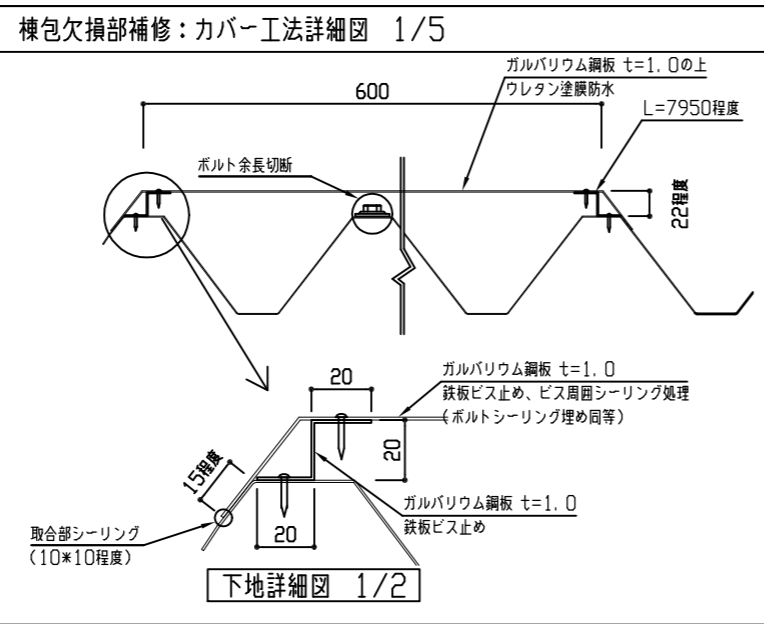 棟包欠損部補修：カバー工法詳細図 1/5
ガルバリウム鋼板 t=1.0の上
ウレタン塗膜防水
600
L=7950程度
ボルト余長切断
22程度
ガルバリウム鋼板 t=1.0
鉄板ビス止め、ビス周囲シーリング処理
（ボルトシーリング埋め同等）
20
20
15程度
ガルバリウム鋼板 t=1.0
鉄板ビス止め
20
取合部シーリング
（10*10程度）
下地詳細図 1/2